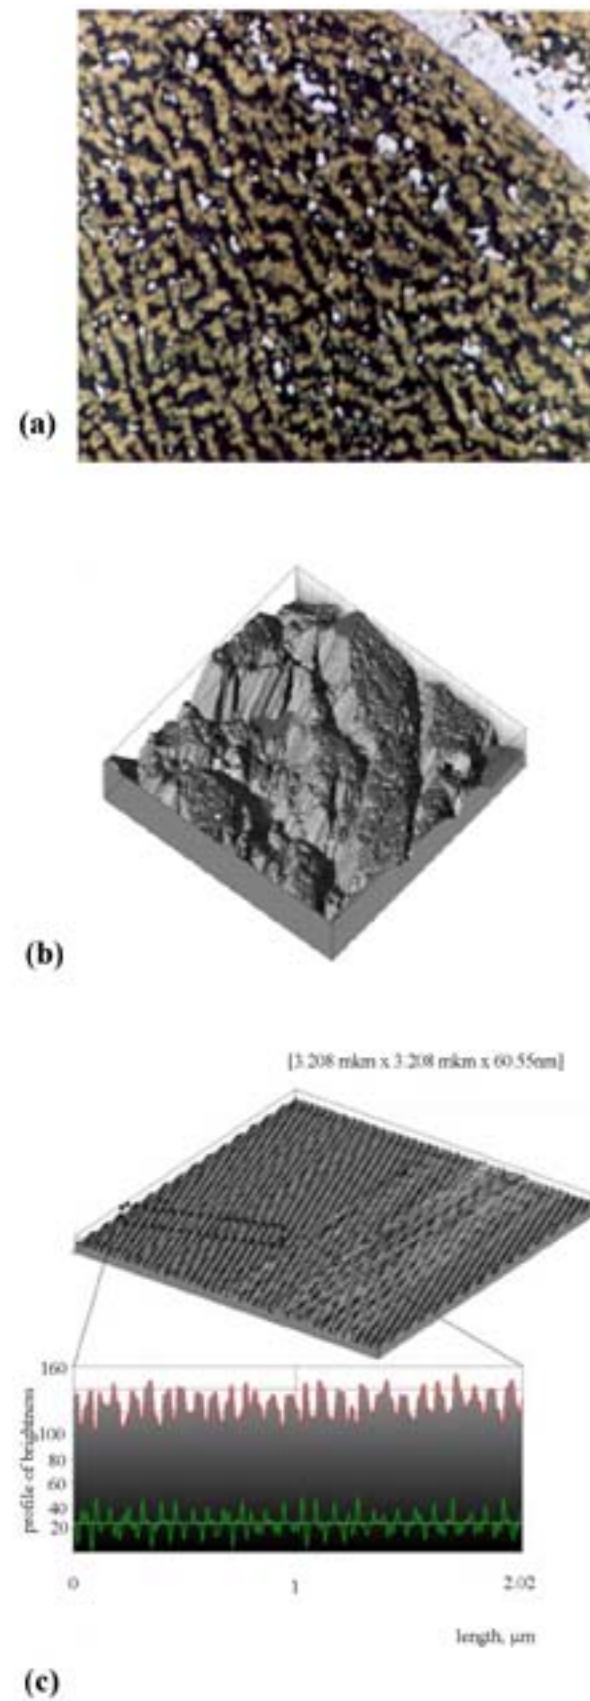 (a)
(b)
[3.208 mkm x 3.208 mkm x 60.55nm]
160
100
80
60
40
20
profile of brightness
0
1
2.02
length, μm
(c)